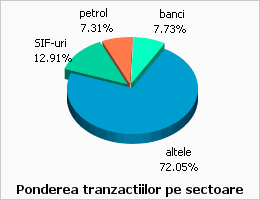 petrol
7.31%
banci
7.73%
SIF-uri
12.91%
altele
72.05%
Ponderea tranzactiilor pe sectoare